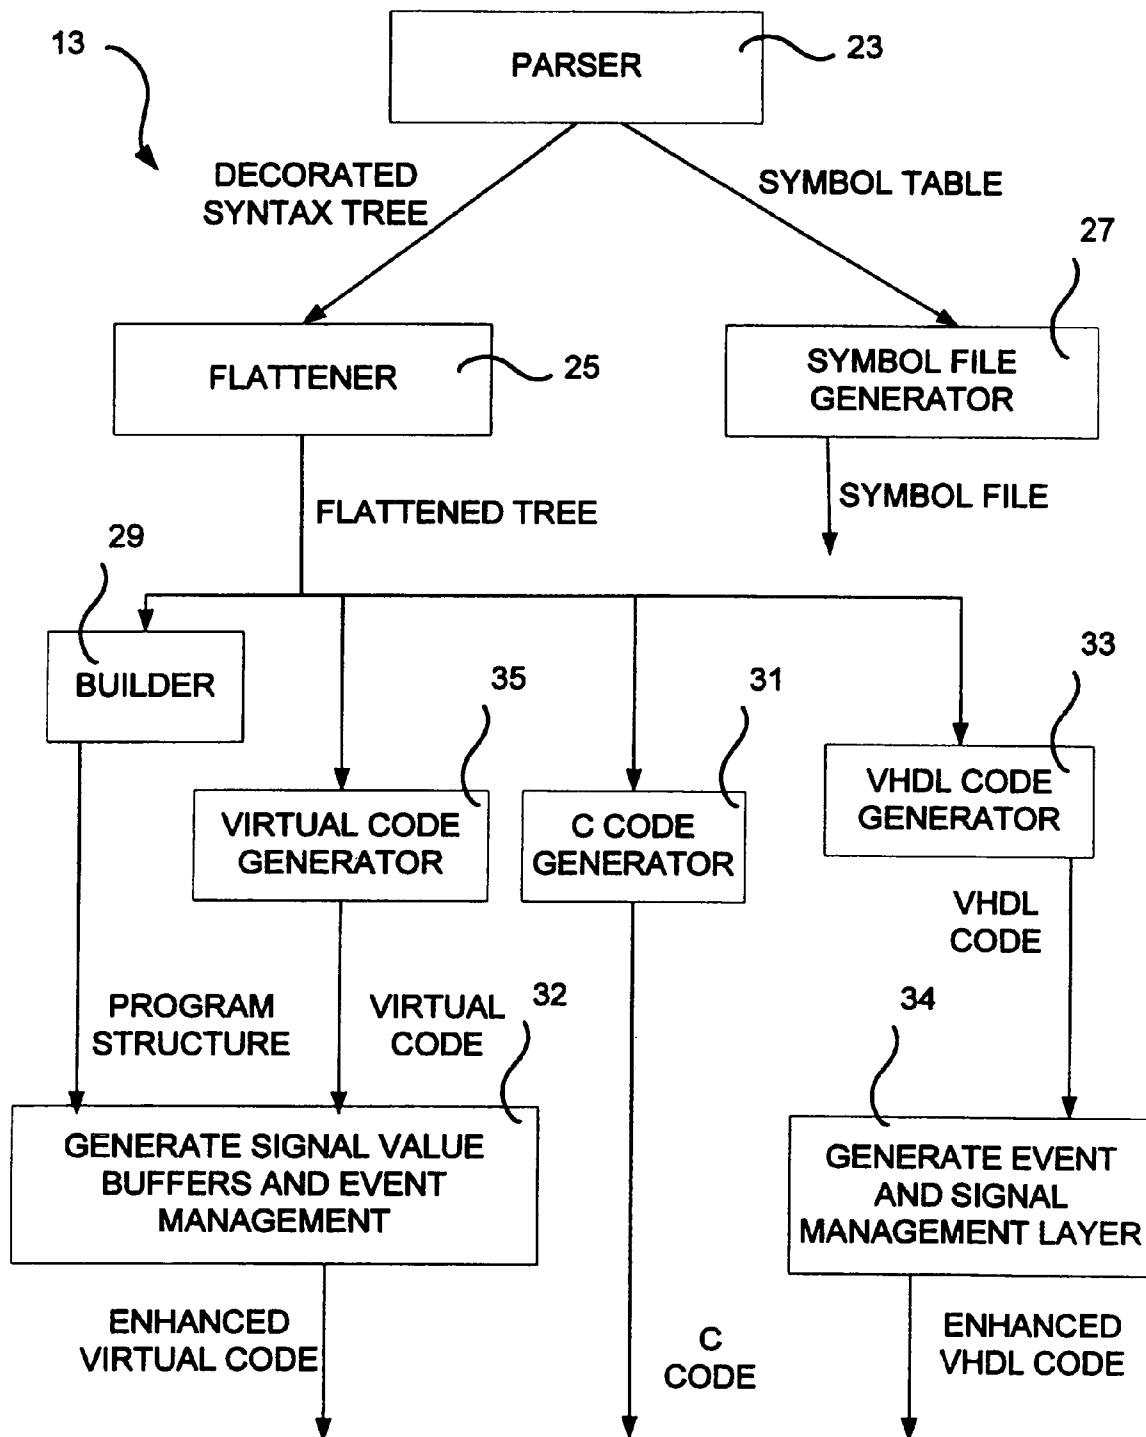 13
PARSER
23
DECORATED
SYNTAX TREE
SYMBOL TABLE
27
FLATTENER
25
SYMBOL FILE
GENERATOR
FLATTENED TREE
SYMBOL FILE
29
BUILDER
35
31
33
VIRTUAL CODE
GENERATOR
C CODE
GENERATOR
VHDL CODE
GENERATOR
VHDL
CODE
PROGRAM
STRUCTURE
VIRTUAL
CODE
32
34
GENERATE SIGNAL VALUE
BUFFERS AND EVENT
MANAGEMENT
GENERATE EVENT
AND SIGNAL
MANAGEMENT LAYER
ENHANCED
VIRTUAL CODE
C
CODE
ENHANCED
VHDL CODE